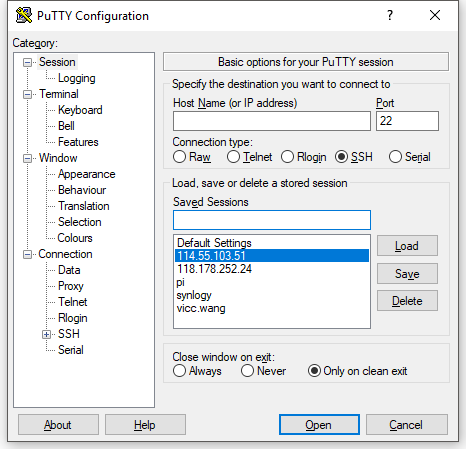 PuTTY Configuration
Category:
Session
Logging
Terminal
Keyboard
Bell
Features
Window
Appearance
Behaviour
Translation
Selection
Colours
Connection
Data
Proxy
Telnet
Rlogin
SSH
Serial
Basic options for your PuTTY session
Specify the destination you want to connect to
Host Name (or IP address) Port
22
Connection type:
Raw Telnet Rlogin SSH Serial
Load, save or delete a stored session
Saved Sessions
Default Settings
114.55.103.51
118.178.252.24
pi
synlogy
vicc.wang
Load
Save
Delete
Close window on exit:
Always Never Only on clean exit
About Help Open Cancel